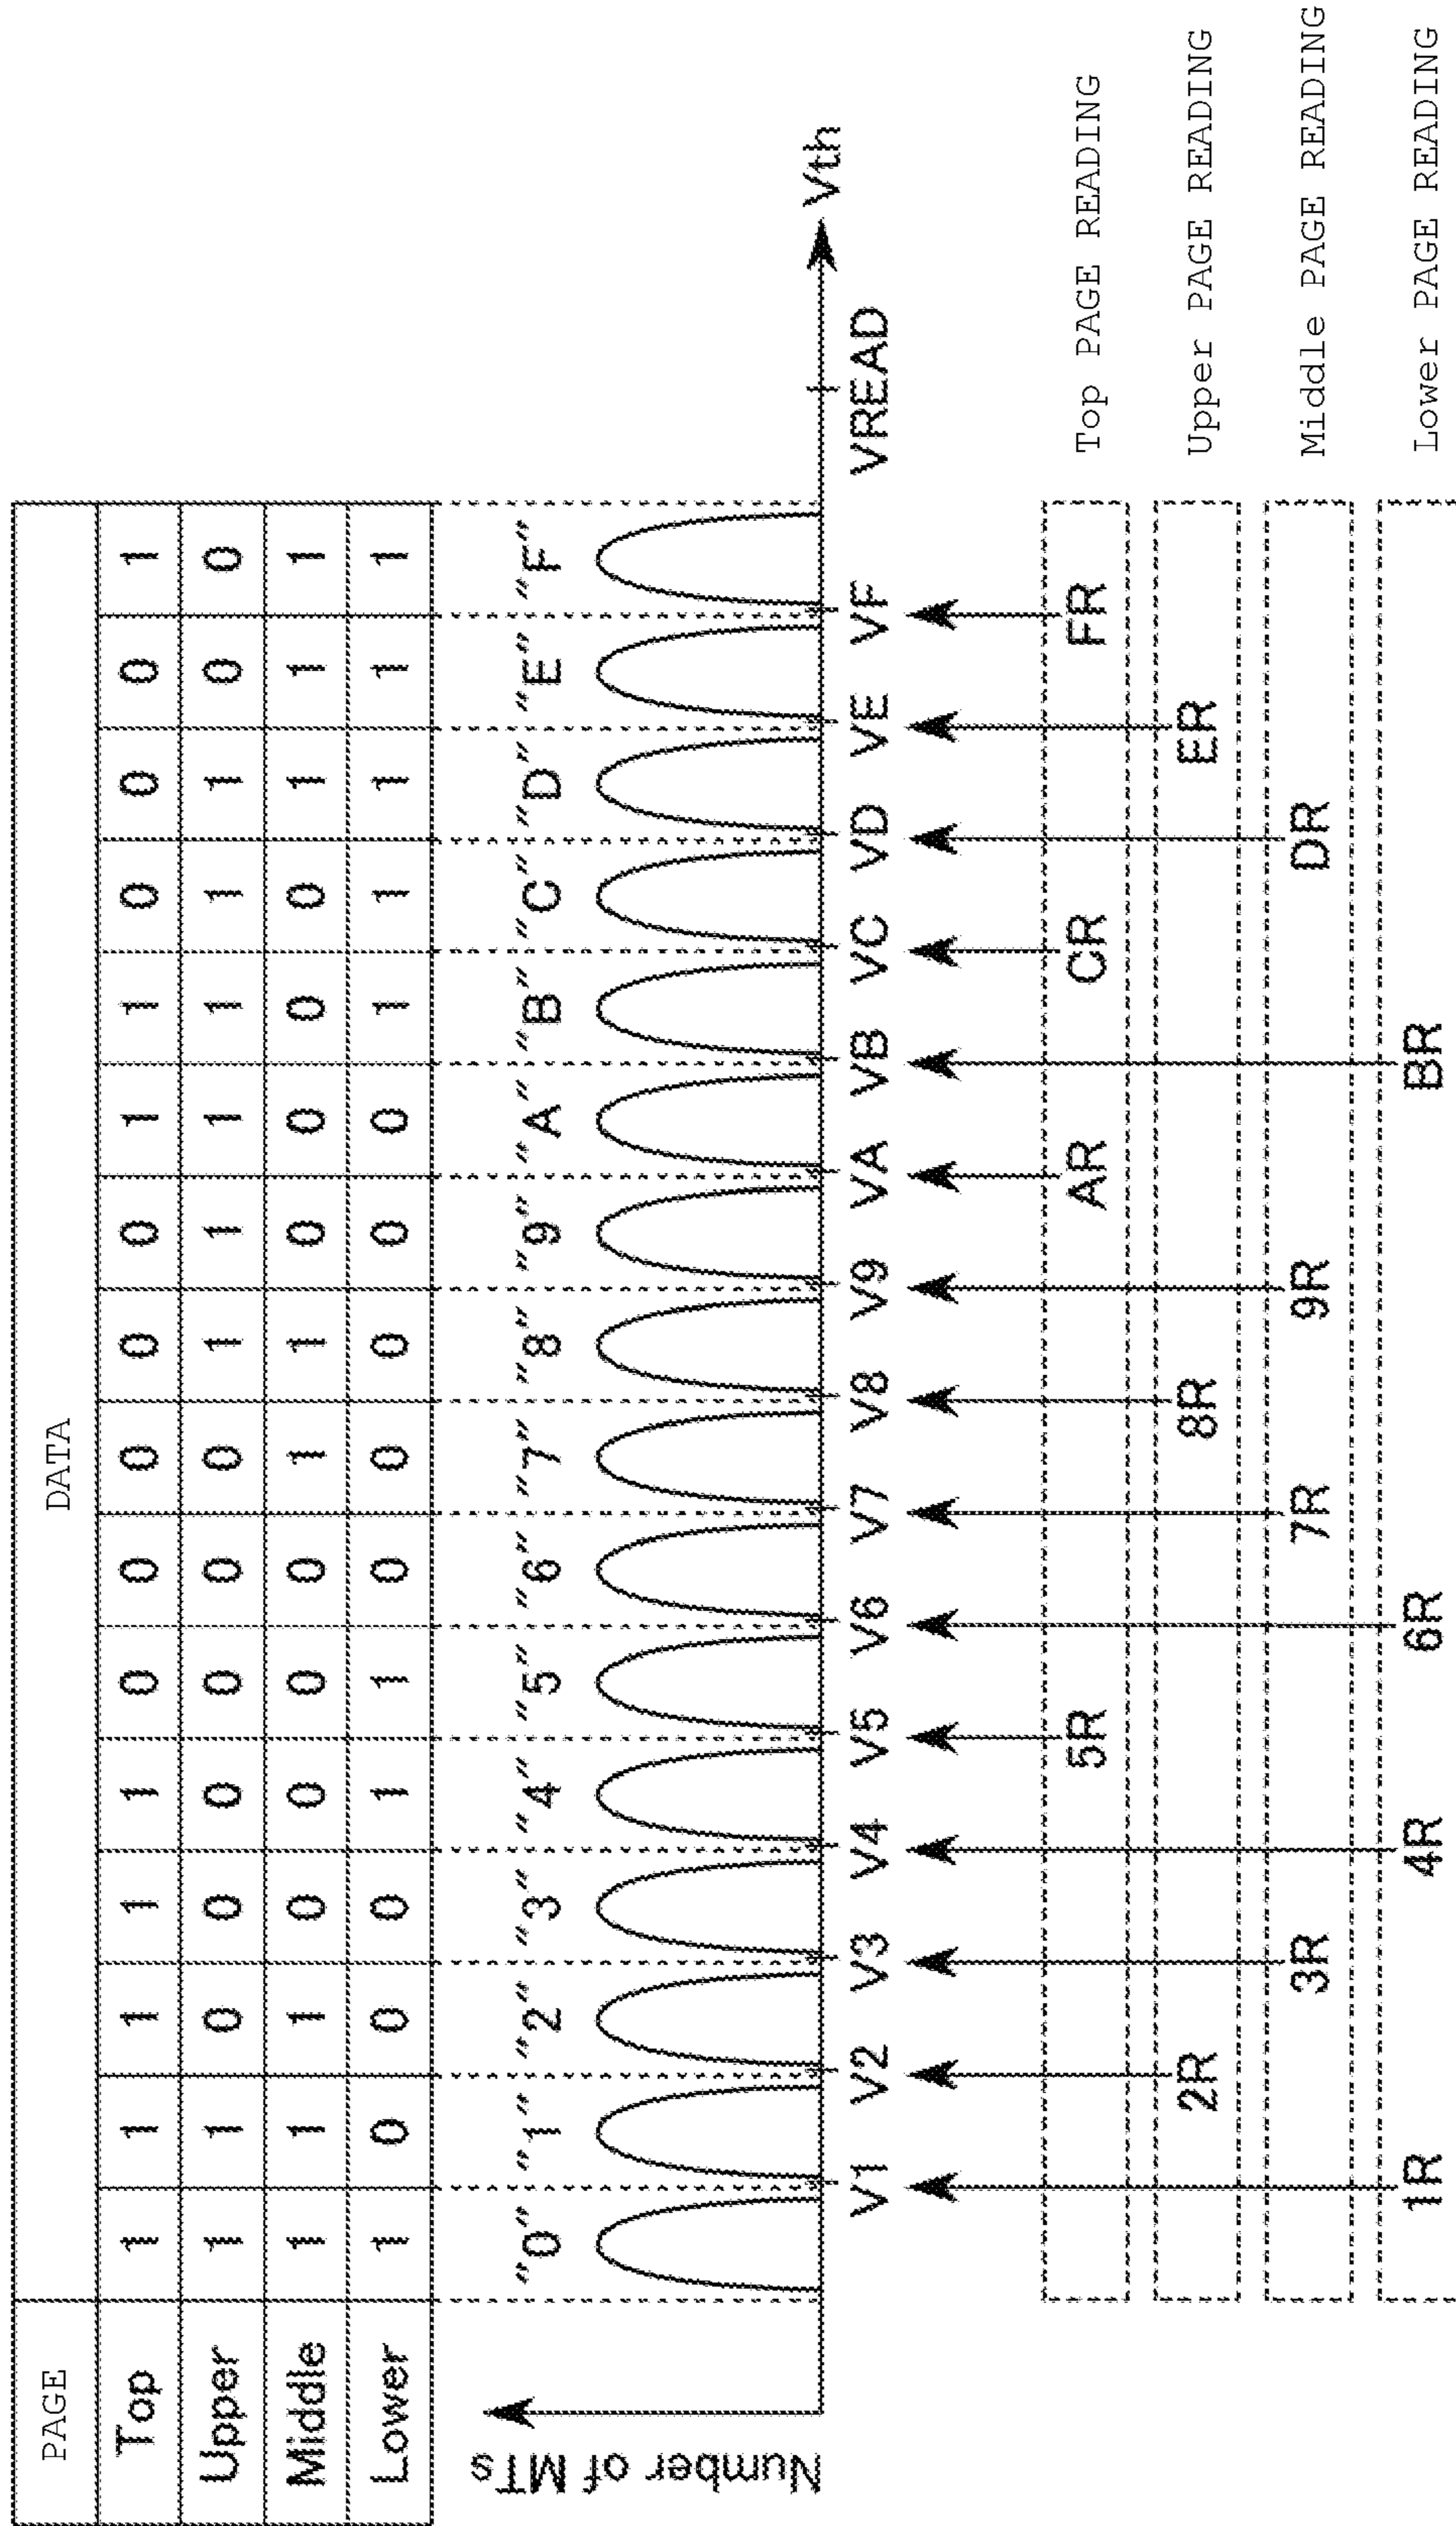 PAGE DATA
Top 1 1 1 1 1 0 0 0 0 0 1 1 0 0 0 1
Upper 1 1 0 0 0 0 0 0 1 1 1 1 1 1 0 0
Middle 1 1 1 0 0 0 0 1 1 0 0 0 0 1 1 1
Lower 1 0 0 0 1 1 0 0 0 0 0 1 1 1 1 1
Number of MTs
"0" "1" "2" "3" "4" "5" "6" "7" "8" "9" "A" "B" "C" "D" "E" "F"
V1 V2 V3 V4 V5 V6 V7 V8 V9 VA VB VC VD VE VF VREAD Vth
5R AR CR FR Top PAGE READING
2R 8R ER Upper PAGE READING
3R 7R 9R DR Middle PAGE READING
1R 4R 6R BR Lower PAGE READING